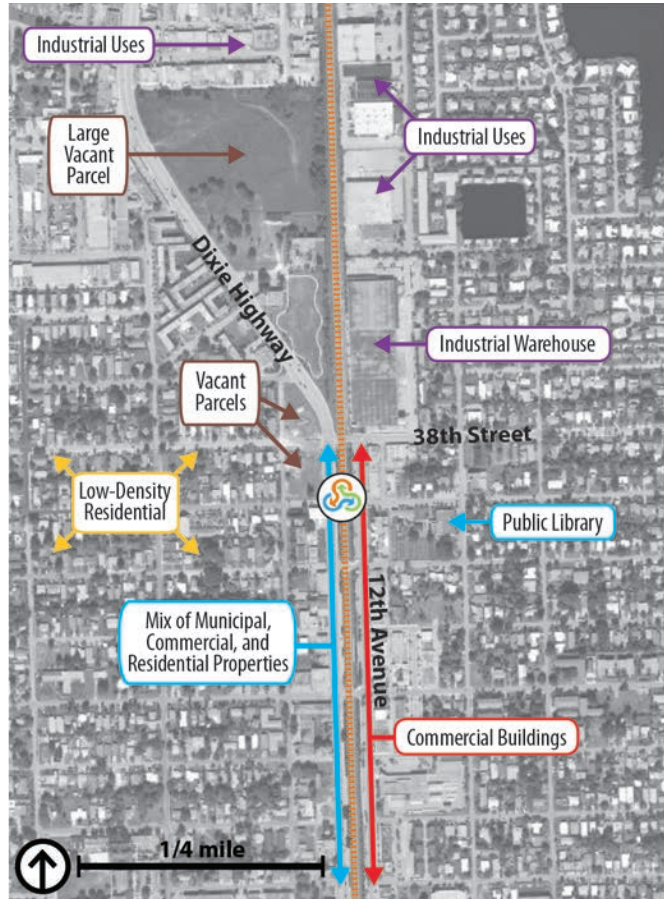 Industrial Uses
Large
Vacant
Parcel
Industrial Uses
Dixie Highway
Industrial Warehouse
Vacant
Parcels
38th Street
Low-Density
Residential
Public Library
12th Avenue
Mix of Municipal,
Commercial, and
Residential Properties
Commercial Buildings
1/4 mile